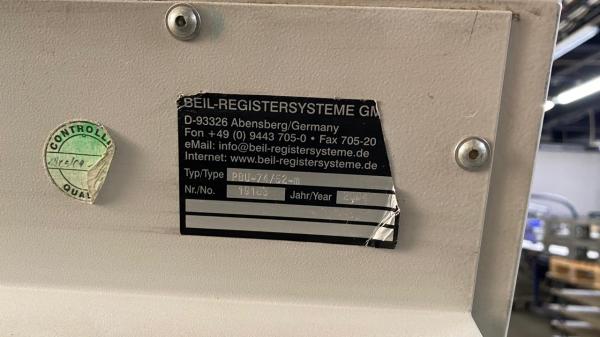 BEIL-REGISTERSYSTEME GM
D-93326 Abensberg/Germany
Fon +49 (0) 9443 705-0 • Fax 705-20
eMail: info@beil-registersysteme.de
Internet: www.beil-registersysteme.de
Typ/Type
Nr./No. Jahr/Year
CONTROLL
QUAL